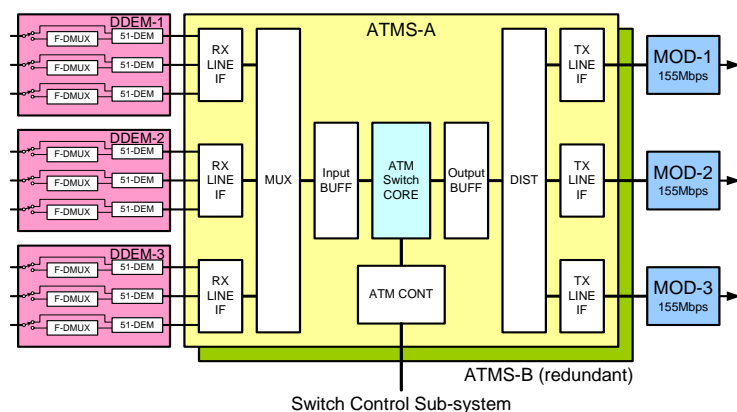 DDEM-1
F-DMUX
51-DEM
F-DMUX
51-DEM
F-DMUX
51-DEM
DDEM-2
F-DMUX
51-DEM
F-DMUX
51-DEM
F-DMUX
51-DEM
DDEM-3
F-DMUX
51-DEM
F-DMUX
51-DEM
F-DMUX
51-DEM
ATMS-A
RX
LINE
IF
RX
LINE
IF
RX
LINE
IF
MUX
Input
BUFF
ATM
Switch
CORE
Output
BUFF
ATM CONT
DIST
TX
LINE
IF
TX
LINE
IF
TX
LINE
IF
MOD-1
155Mbps
MOD-2
155Mbps
MOD-3
155Mbps
ATMS-B (redundant)
Switch Control Sub-system